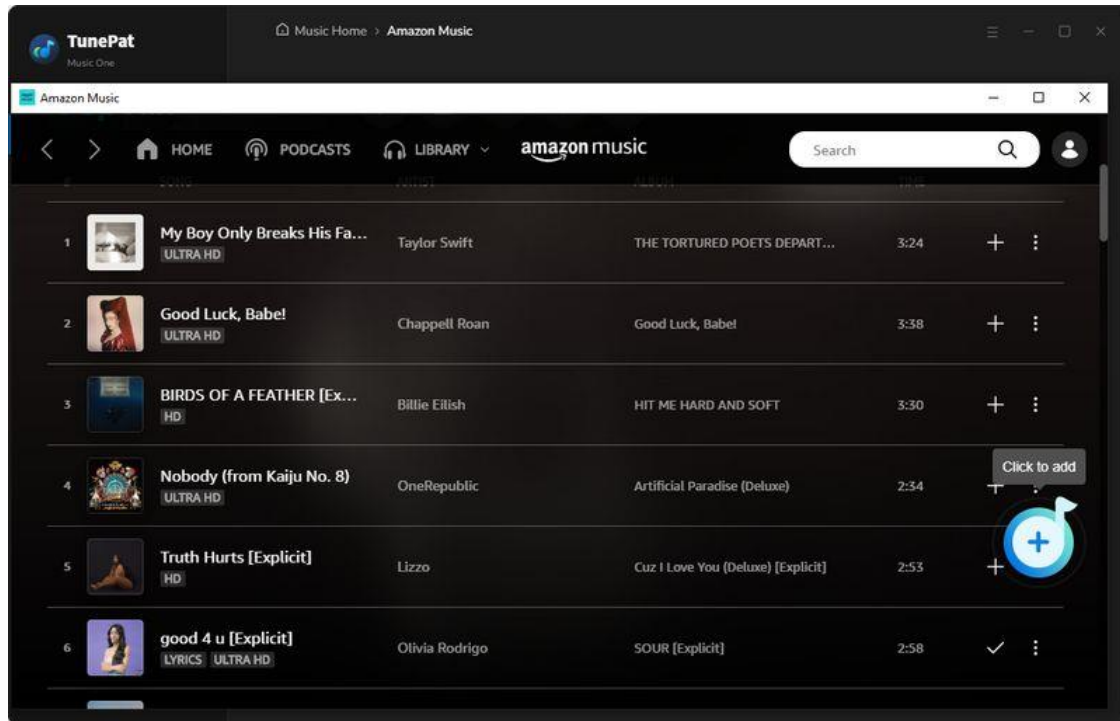 TunePat
Music One
Music Home > Amazon Music
Amazon Music
HOME PODCASTS LIBRARY amazon music Search
# SONG ARTIST ALBUM TIME
1 My Boy Only Breaks His Fa... Taylor Swift THE TORTURED POETS DEPART... 3:24
ULTRA HD
2 Good Luck, Babe! Chappell Roan Good Luck, Babe! 3:38
ULTRA HD
3 BIRDS OF A FEATHER [Ex... Billie Eilish HIT ME HARD AND SOFT 3:30
HD
Click to add
4 Nobody (from Kaiju No. 8) OneRepublic Artificial Paradise (Deluxe) 2:34
ULTRA HD
5 Truth Hurts [Explicit] Lizzo Cuz I Love You (Deluxe) [Explicit] 2:53
HD
6 good 4 u [Explicit] Olivia Rodrigo SOUR [Explicit] 2:58
LYRICS ULTRA HD